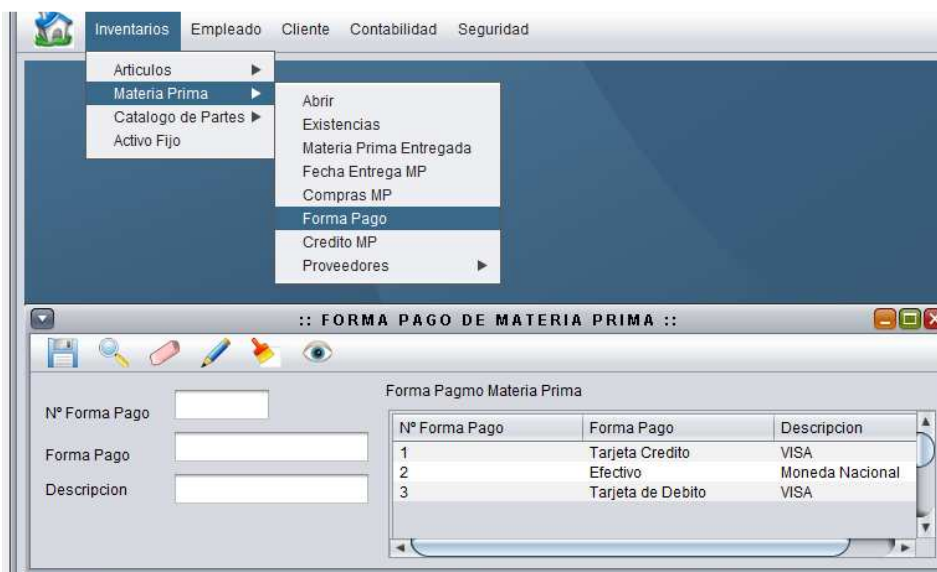 Inventarios Empleado Cliente Contabilidad Seguridad
Articulos
Materia Prima
Catalogo de Partes
Activo Fijo
Abrir
Existencias
Materia Prima Entregada
Fecha Entrega MP
Compras MP
Forma Pago
Credito MP
Proveedores
:: FORMA PAGO DE MATERIA PRIMA ::
Nº Forma Pago
Forma Pago
Descripcion
Forma Pagmo Materia Prima
Nº Forma Pago Forma Pago Descripcion
1 Tarjeta Credito VISA
2 Efectivo Moneda Nacional
3 Tarjeta de Debito VISA